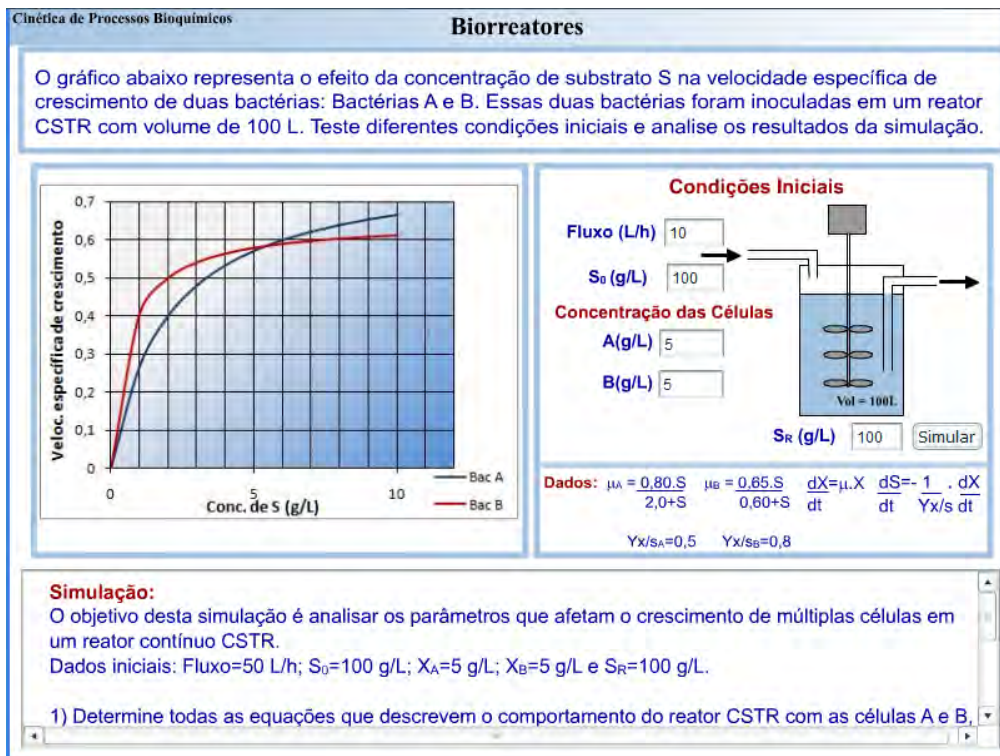 Cinética de Processos Bioquímicos
Biorreatores
O gráfico abaixo representa o efeito da concentração de substrato S na velocidade específica de
crescimento de duas bactérias: Bactérias A e B. Essas duas bactérias foram inoculadas em um reator
CSTR com volume de 100 L. Teste diferentes condições iniciais e analise os resultados da simulação.
0,7
0,6
0,5
0,4
0,3
0,2
0,1
0
Veloc. específica de crescimento
0 5 10
Conc. de S (g/L)
Bac A
Bac B
Condições Iniciais
Fluxo (L/h) 10
S₀ (g/L) 100
Concentração das Células
A(g/L) 5
B(g/L) 5
Vol = 100L
S_R (g/L) 100 Simular
Dados: μA = 0,80.S μB = 0,65.S dX=μ.X dS=- 1 . dX
2,0+S 0,60+S dt dt Yx/s dt
Yx/sA=0,5 Yx/sB=0,8
Simulação:
O objetivo desta simulação é analisar os parâmetros que afetam o crescimento de múltiplas células em
um reator contínuo CSTR.
Dados iniciais: Fluxo=50 L/h; S₀=100 g/L; X_A=5 g/L; X_B=5 g/L e S_R=100 g/L.
1) Determine todas as equações que descrevem o comportamento do reator CSTR com as células A e B,